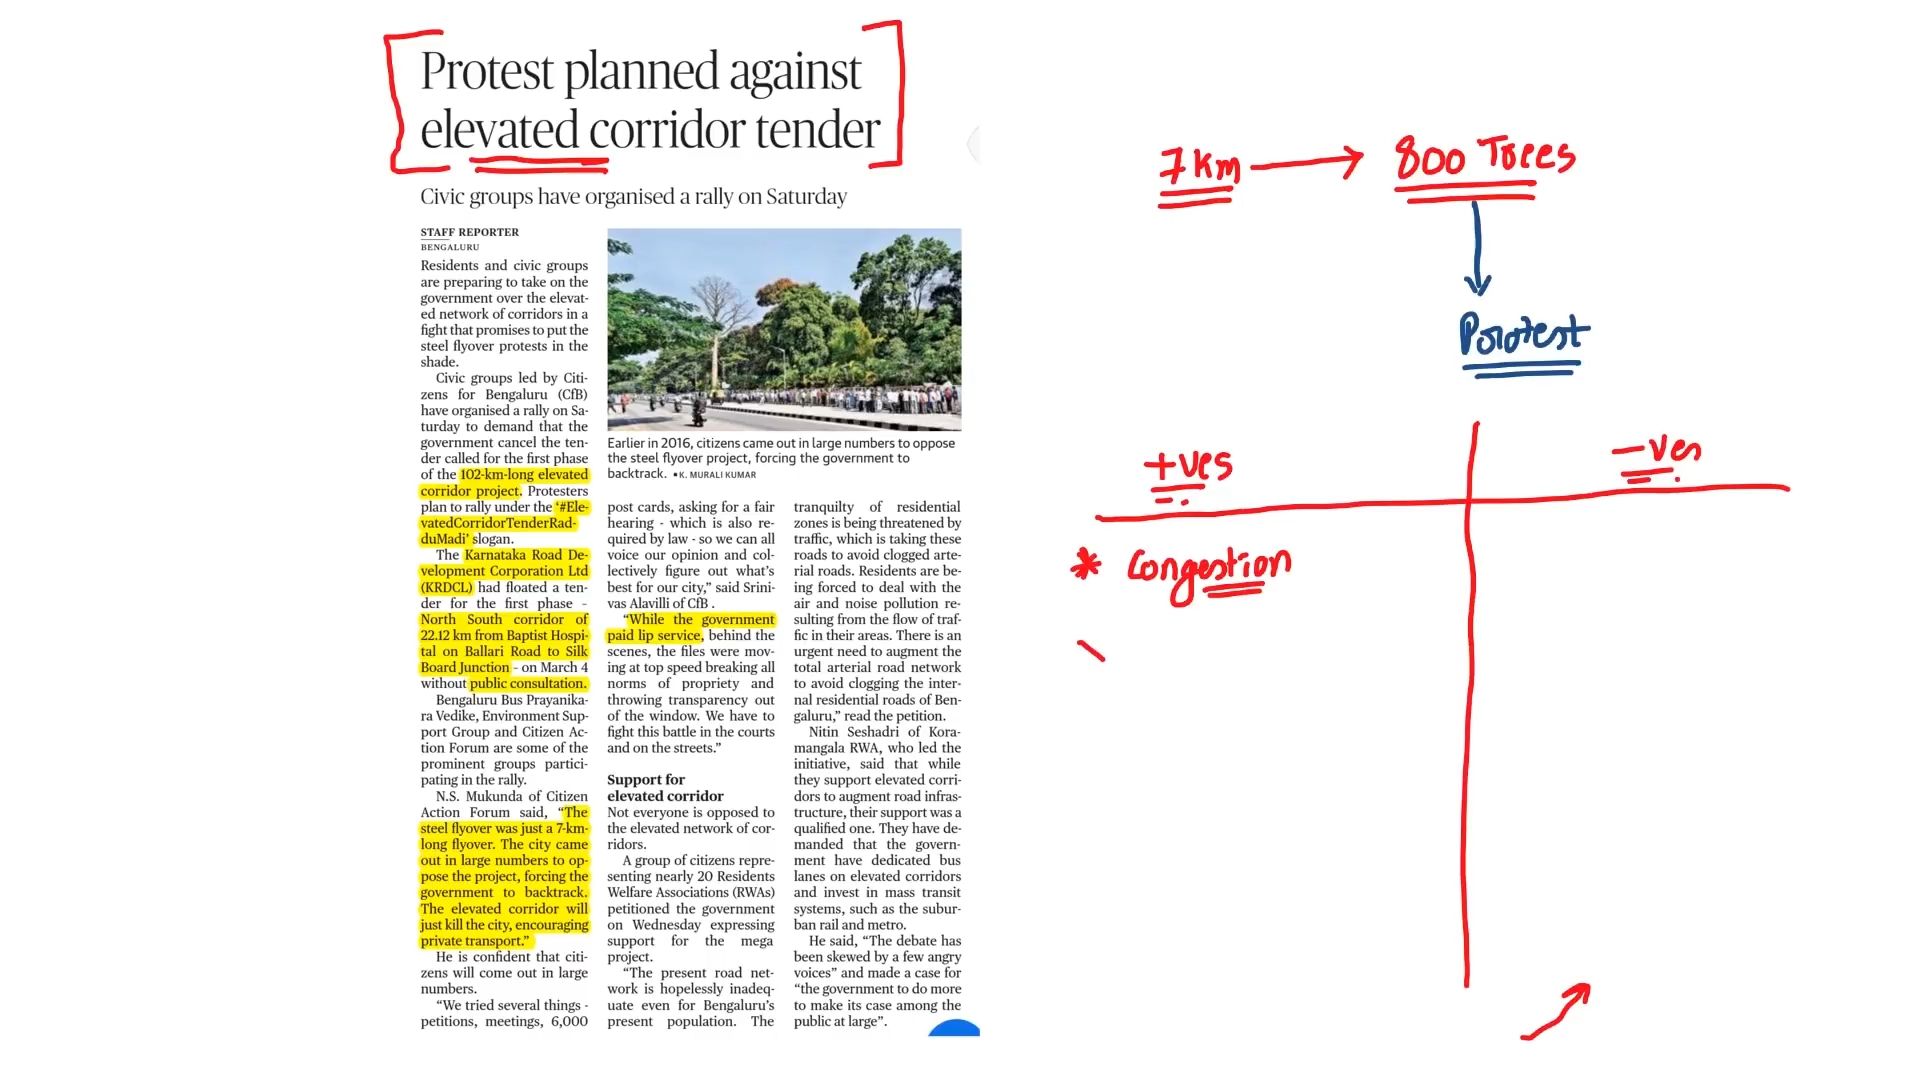 Protest planned against
elevated corridor tender
Civic groups have organised a rally on Saturday
STAFF REPORTER
BENGALURU
Residents and civic groups
are preparing to take on the
government over the elevat-
ed network of corridors in a
fight that promises to put the
steel flyover protests in the
shade.
Civic groups led by Citi-
zens for Bengaluru (CfB)
have organised a rally on Sa-
turday to demand that the
government cancel the ten-
der called for the first phase
of the 102-km-long elevated
corridor project. Protesters
plan to rally under the '#Ele-
vatedCorridorTenderRad-
duMadi' slogan.
The Karnataka Road De-
velopment Corporation Ltd
(KRDCL) had floated a ten-
der for the first phase -
North South corridor of
22.12 km from Baptist Hospi-
tal on Ballari Road to Silk
Board Junction - on March 4
without public consultation.
Bengaluru Bus Prayanika-
ra Vedike, Environment Sup-
port Group and Citizen Ac-
tion Forum are some of the
prominent groups partici-
pating in the rally.
N.S. Mukunda of Citizen
Action Forum said, "The
steel flyover was just a 7-km-
long flyover. The city came
out in large numbers to op-
pose the project, forcing the
government to backtrack.
The elevated corridor will
just kill the city, encouraging
private transport."
He is confident that citi-
zens will come out in large
numbers.
"We tried several things -
petitions, meetings, 6,000
Earlier in 2016, citizens came out in large numbers to oppose
the steel flyover project, forcing the government to
backtrack. •K. MURALI KUMAR
post cards, asking for a fair
hearing - which is also re-
quired by law - so we can all
voice our opinion and col-
lectively figure out what's
best for our city," said Srini-
vas Alavilli of CfB .
"While the government
paid lip service, behind the
scenes, the files were mov-
ing at top speed breaking all
norms of propriety and
throwing transparency out
of the window. We have to
fight this battle in the courts
and on the streets."
Support for
elevated corridor
Not everyone is opposed to
the elevated network of cor-
ridors.
A group of citizens repre-
senting nearly 20 Residents
Welfare Associations (RWAs)
petitioned the government
on Wednesday expressing
support for the mega
project.
"The present road net-
work is hopelessly inadeq-
uate even for Bengaluru's
present population. The
tranquility of residential
zones is being threatened by
traffic, which is taking these
roads to avoid clogged arte-
rial roads. Residents are be-
ing forced to deal with the
air and noise pollution re-
sulting from the flow of traf-
fic in their areas. There is an
urgent need to augment the
total arterial road network
to avoid clogging the inter-
nal residential roads of Ben-
galuru," read the petition.
Nitin Seshadri of Kora-
mangala RWA, who led the
initiative, said that while
they support elevated corri-
dors to augment road infras-
tructure, their support was a
qualified one. They have de-
manded that the govern-
ment have dedicated bus
lanes on elevated corridors
and invest in mass transit
systems, such as the subur-
ban rail and metro.
He said, "The debate has
been skewed by a few angry
voices" and made a case for
"the government to do more
to make its case among the
public at large".
7 km → 800 Trees
Protest
+ves
-ves
* Congestion